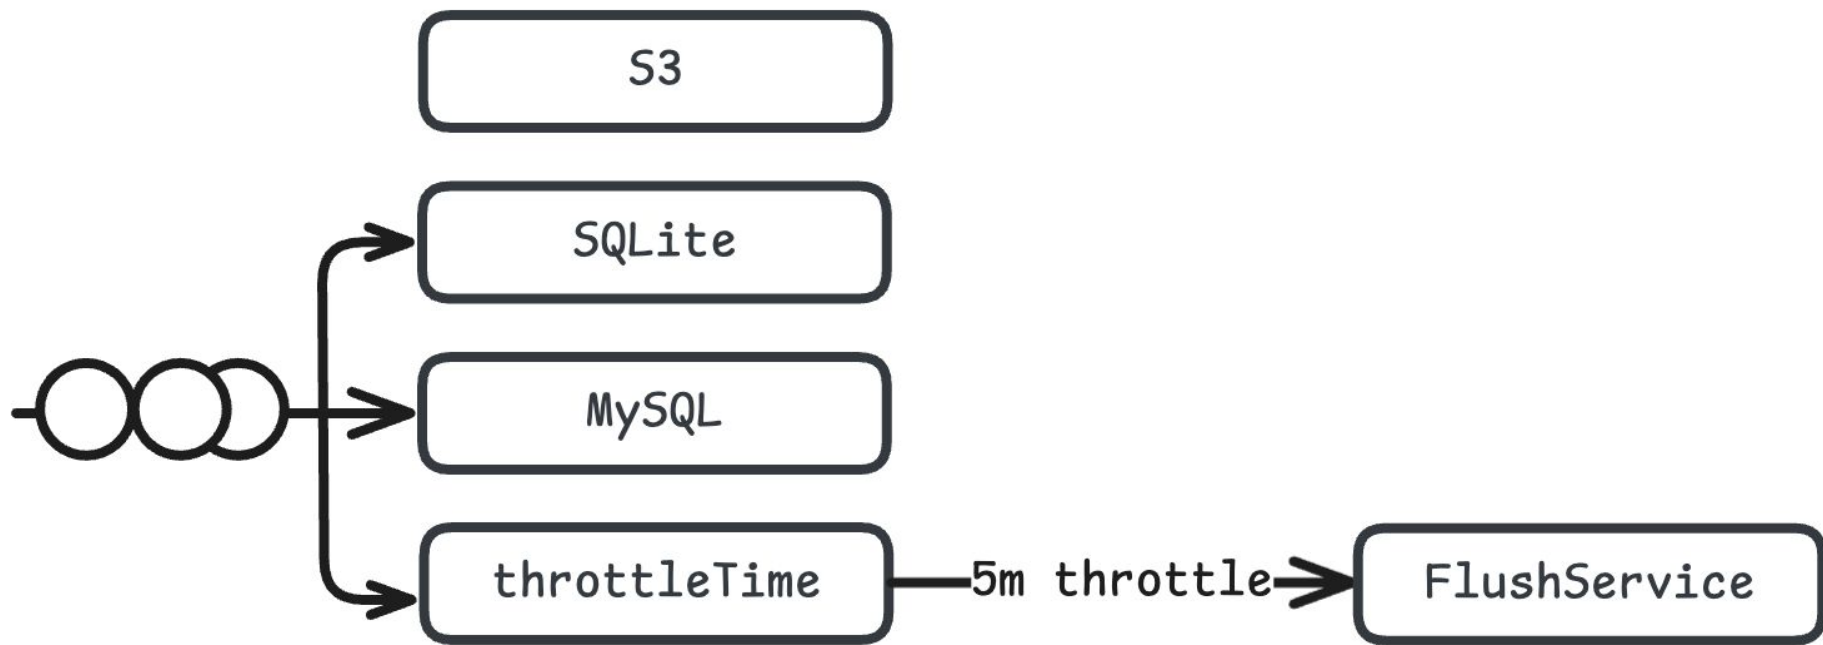 S3
SQLite
MySQL
throttleTime
5m throttle
FlushService